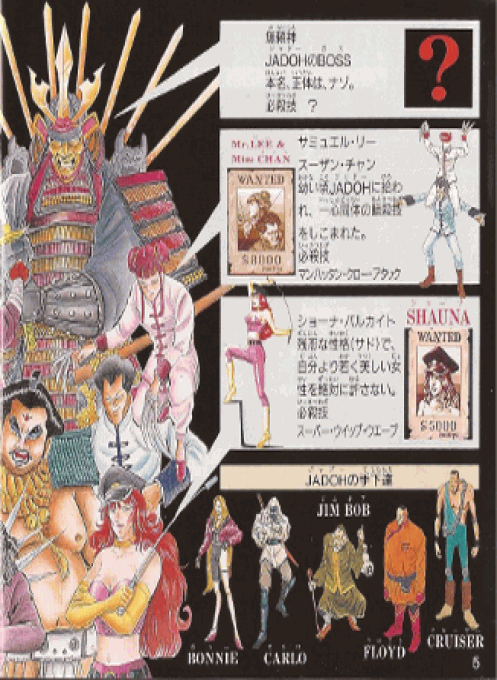 JADOHのBOSS
本名、正体は、ナゾ。
必殺技 ?
?
Mr. LEE &
Miss CHAN
WANTED
$8000
サミュエル・リー
スーザン・チャン
幼い頃JADOHに拾わ
れ、一心同体の瞬殺技
をしこまれた。
必殺技
マンハッタン・クロー・アタック
ショーナ・バルカイト
残忍な性格(サド)で、
自分より若く美しい女
性を絶対に許さない。
必殺技
スーパー・ウィップ・ウエーブ
SHAUNA
WANTED
$5000
JADOHの手下達
JIM BOB
BONNIE
CARLO
FLOYD
CRUISER
5